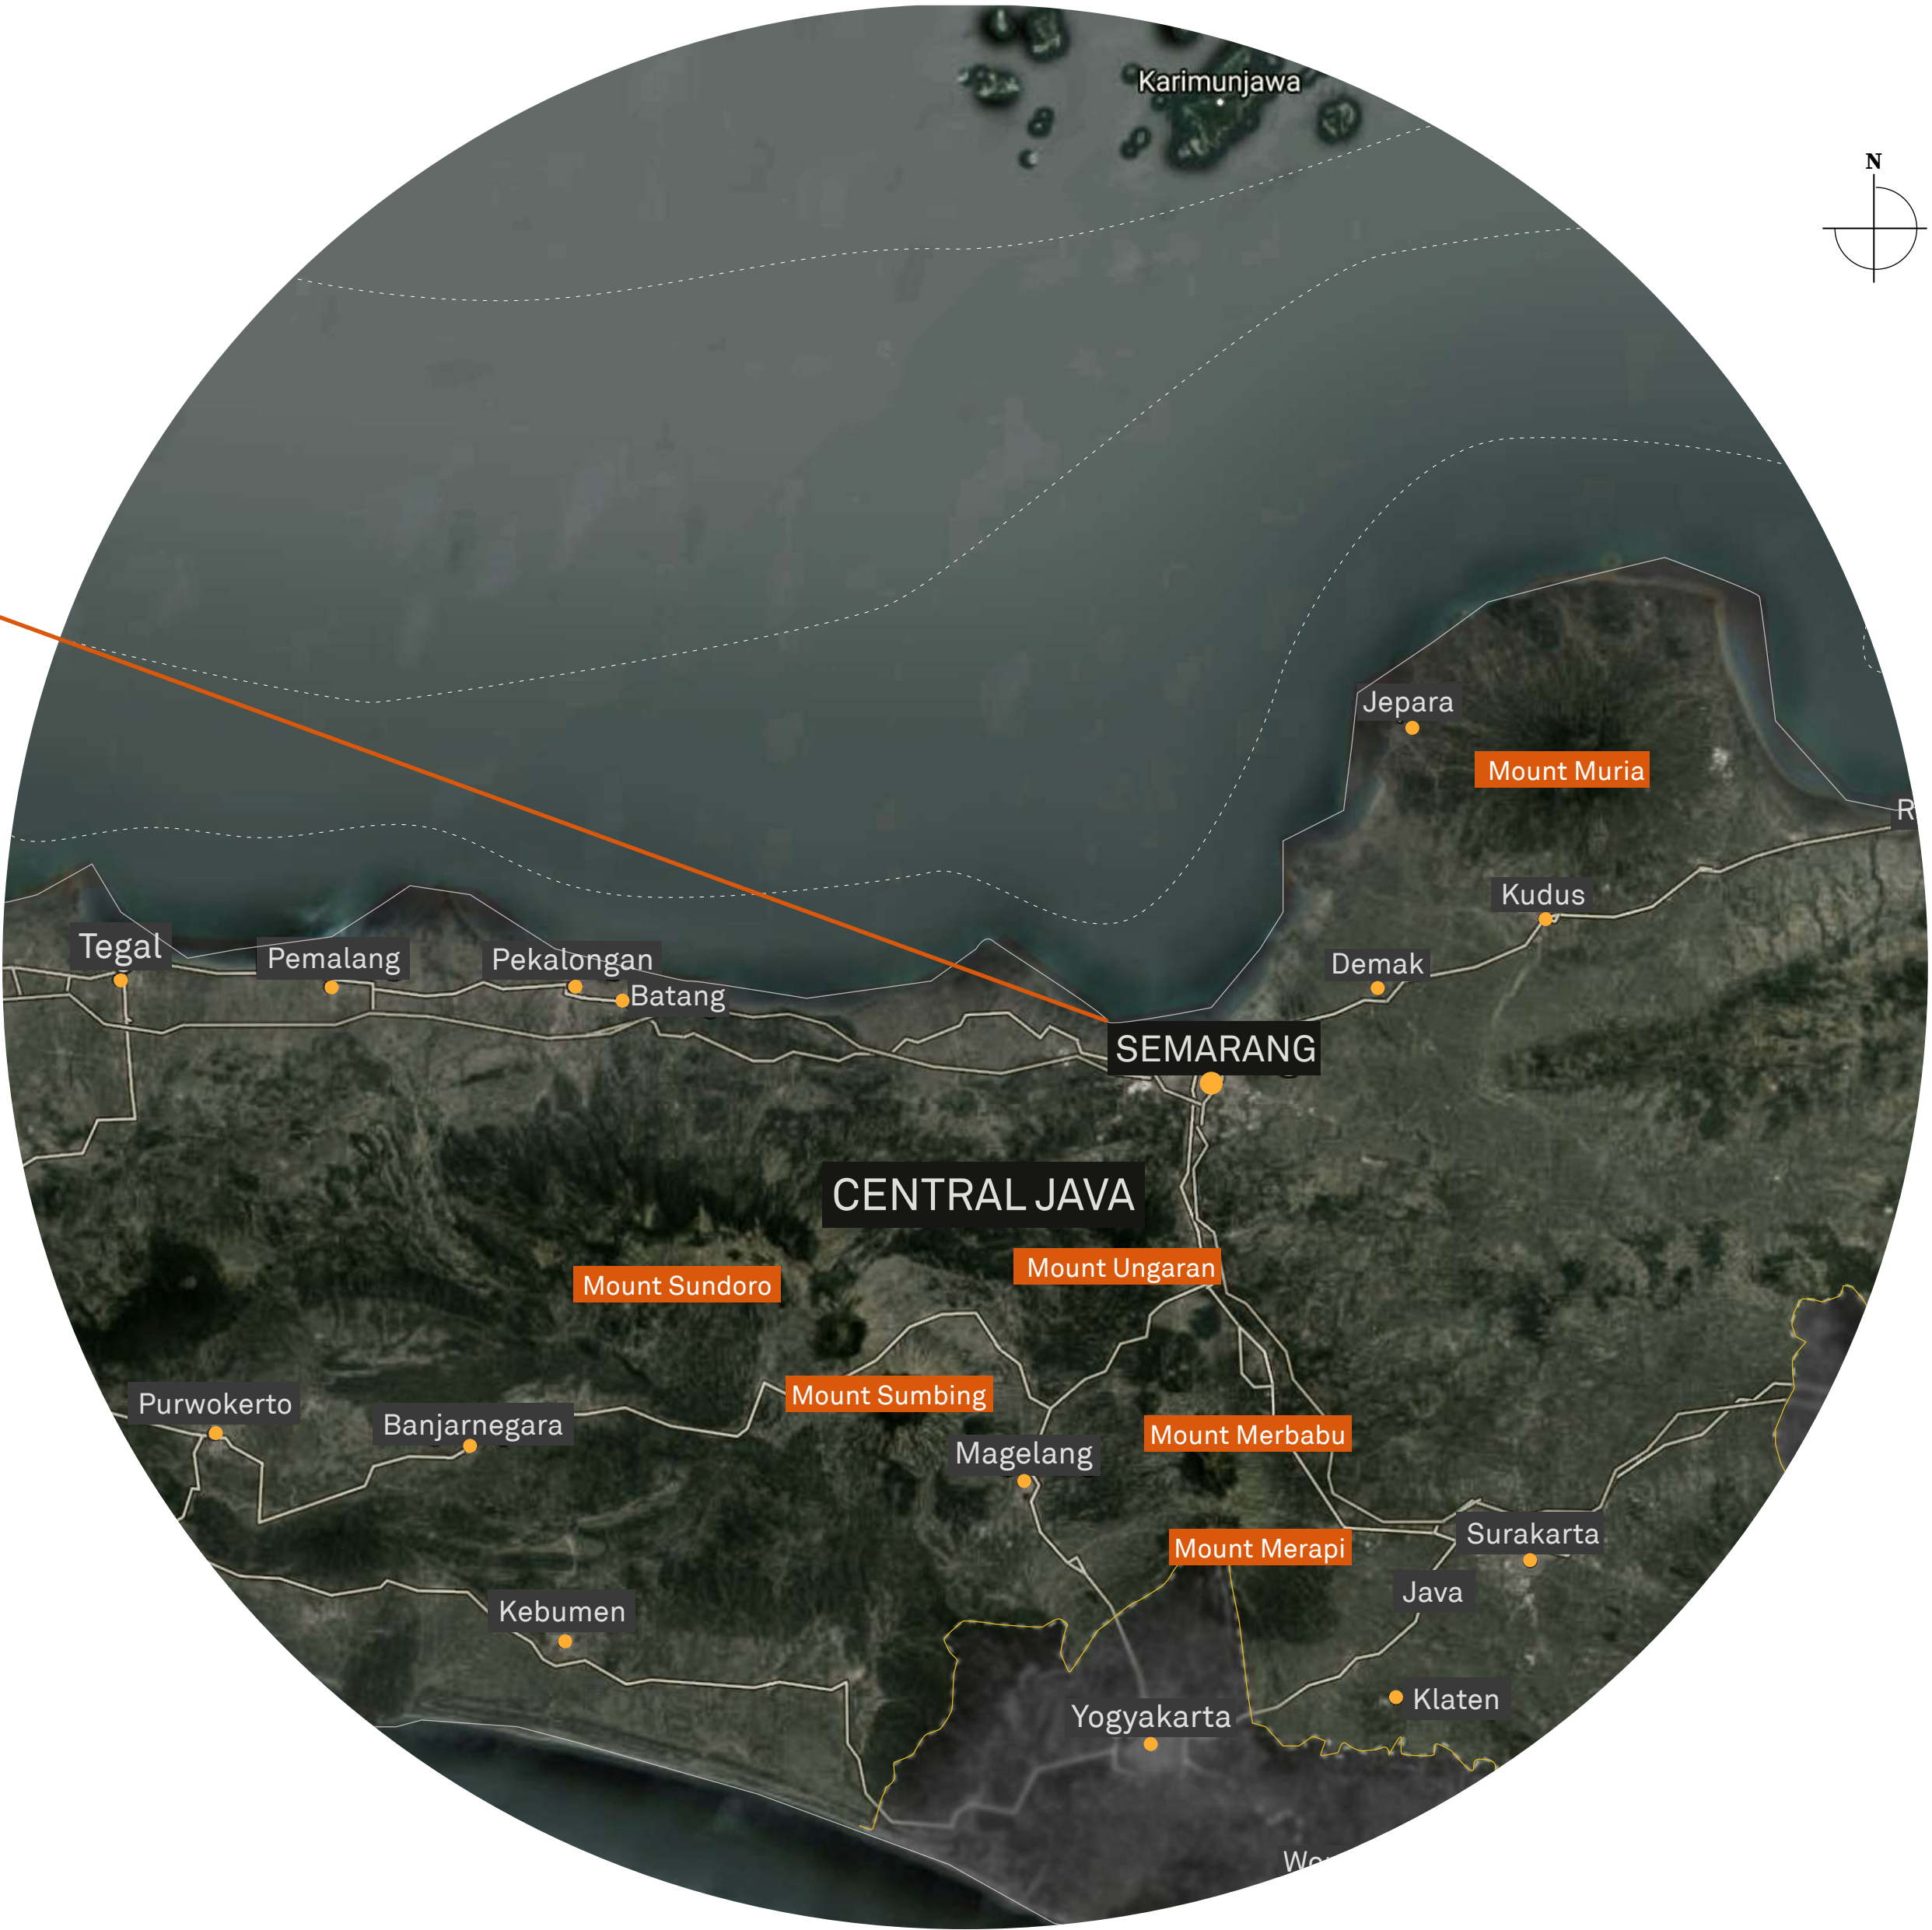 Karimunjawa
N
Jepara
Mount Muria
R
Kudus
Tegal
Pemalang
Pekalongan
Demak
Batang
SEMARANG
CENTRAL JAVA
Mount Ungaran
Mount Sundoro
Mount Sumbing
Purwokerto
Banjarnegara
Mount Merbabu
Magelang
Surakarta
Mount Merapi
Java
Kebumen
Klaten
Yogyakarta